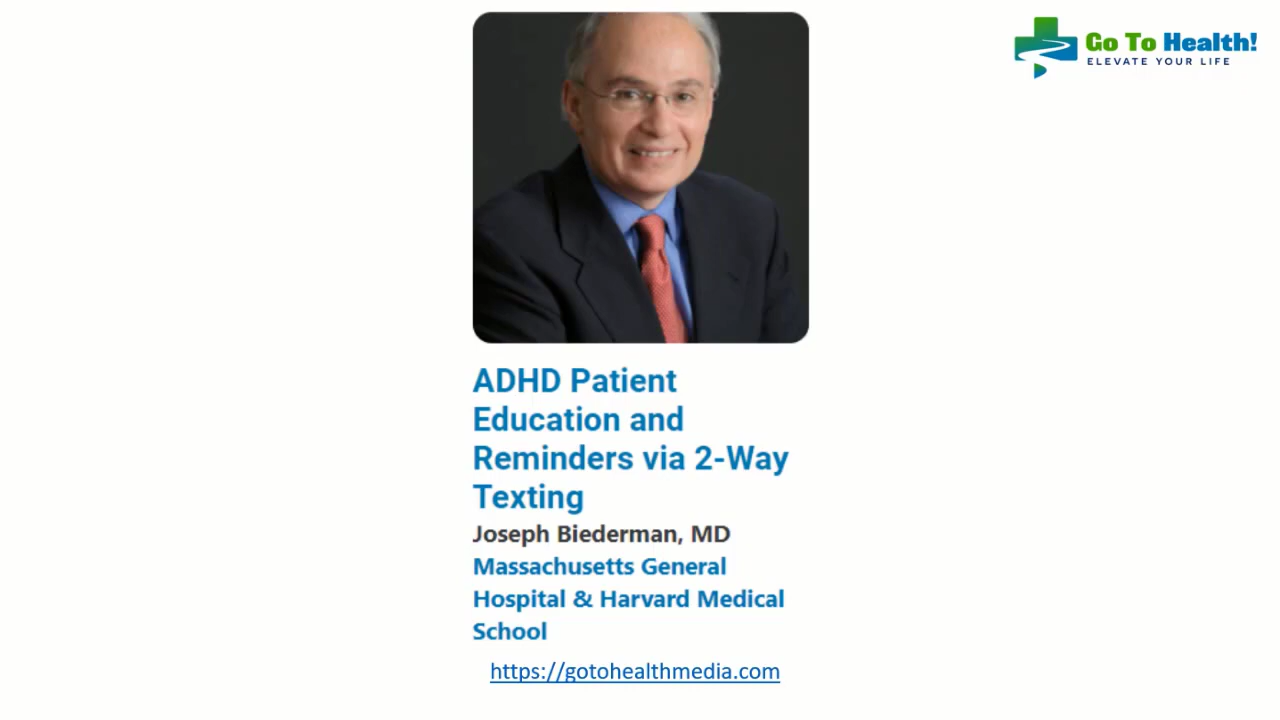 Go To Health!
ELEVATE YOUR LIFE
ADHD Patient
Education and
Reminders via 2-Way
Texting
Joseph Biederman, MD
Massachusetts General
Hospital & Harvard Medical
School
https://gotohealthmedia.com